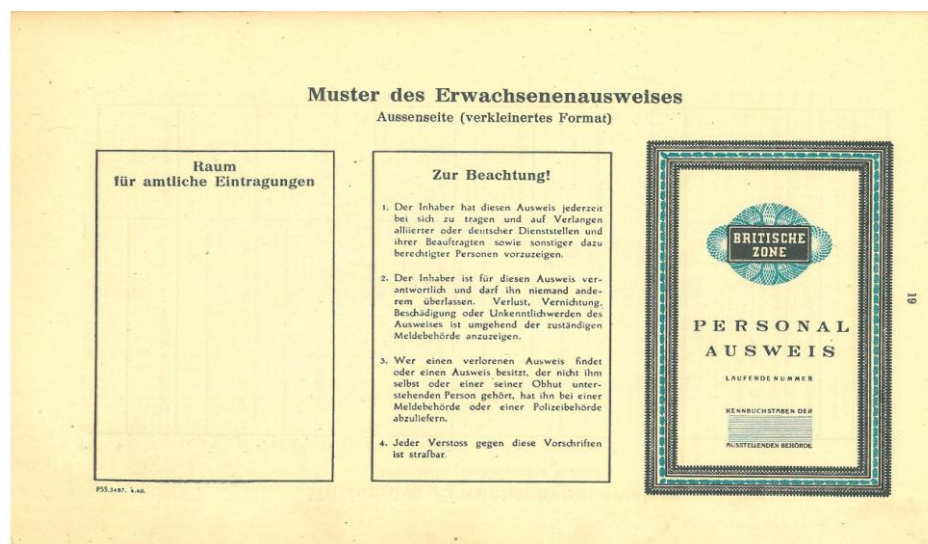 Muster des Erwachsenenausweises
Aussenseite (verkleinertes Format)
Raum
für amtliche Eintragungen
Zur Beachtung!
1. Der Inhaber hat diesen Ausweis jederzeit
bei sich zu tragen und auf Verlangen
alliierter oder deutscher Dienststellen und
ihrer Beauftragten sowie sonstiger dazu
berechtigter Personen vorzuzeigen.
2. Der Inhaber ist für diesen Ausweis ver-
antwortlich und darf ihn niemand ande-
rem überlassen. Verlust, Vernichtung,
Beschädigung oder Unkenntlichwerden des
Ausweises ist umgehend der zuständigen
Meldebehörde anzuzeigen.
3. Wer einen verlorenen Ausweis findet
oder einen Ausweis besitzt, der nicht ihm
selbst oder einer seiner Obhut unter-
stehenden Person gehört, hat ihn bei einer
Meldebehörde oder einer Polizeibehörde
abzuliefern.
4. Jeder Verstoss gegen diese Vorschriften
ist strafbar.
BRITISCHE
ZONE
PERSONAL
AUSWEIS
LAUFENDE NUMMER
KENNBUCHSTABEN DER
AUSSTELLENDEN BEHÖRDE
19